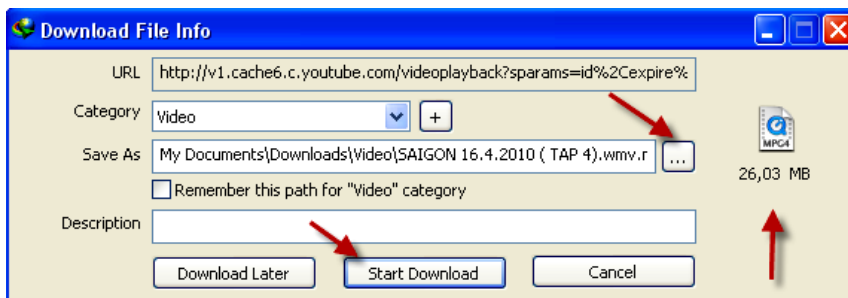 Download File Info
URL http://v1.cache6.c.youtube.com/videoplayback?sparams=id%2Cexpire%
Category Video +
Save As My Documents\Downloads\Video\SAIGON 16.4.2010 ( TAP 4).wmv.r ...
MPG4
26,03 MB
Remember this path for "Video" category
Description
Download Later Start Download Cancel